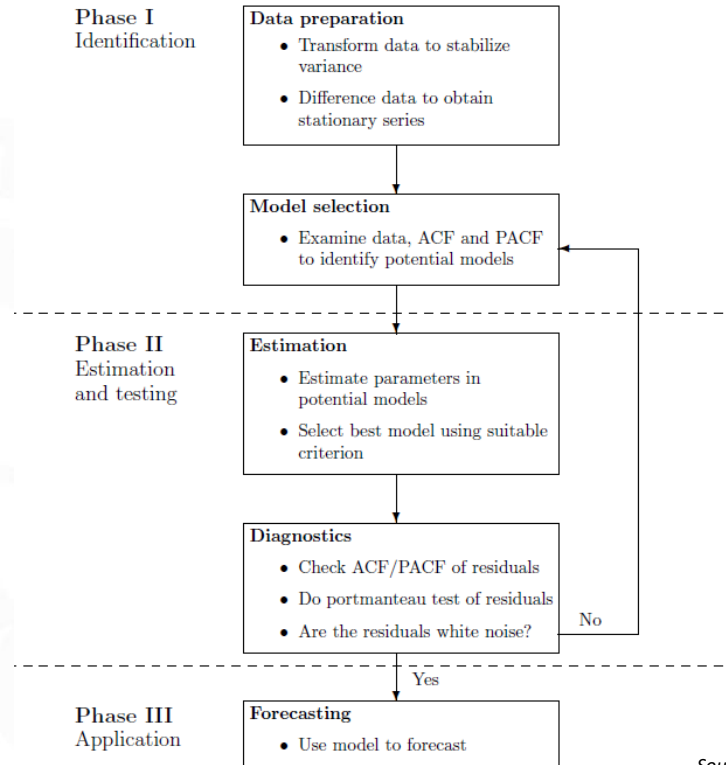 Phase I
Identification
Data preparation
• Transform data to stabilize
variance
• Difference data to obtain
stationary series
Model selection
• Examine data, ACF and PACF
to identify potential models
Phase II
Estimation
and testing
Estimation
• Estimate parameters in
potential models
• Select best model using suitable
criterion
Diagnostics
• Check ACF/PACF of residuals
• Do portmanteau test of residuals
• Are the residuals white noise?
No
Yes
Phase III
Application
Forecasting
• Use model to forecast